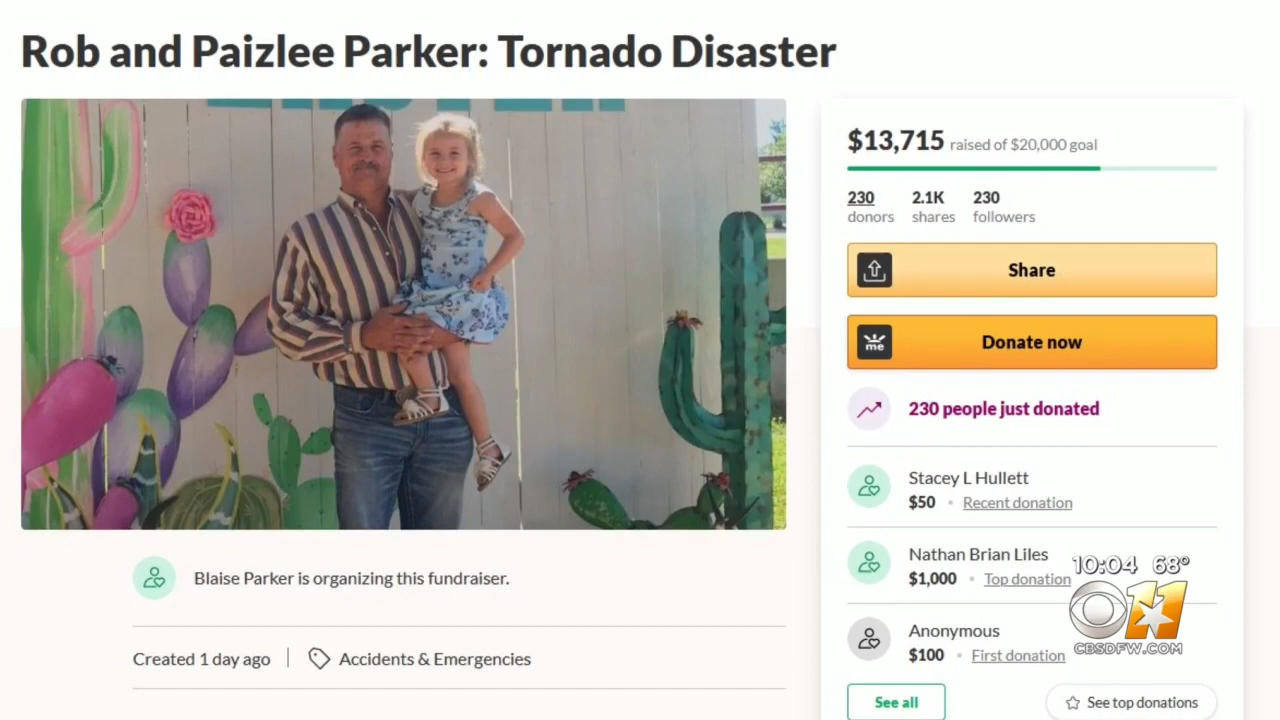 Rob and Paizlee Parker: Tornado Disaster
$13,715 raised of $20,000 goal
230 2.1K 230
donors shares followers
Share
me Donate now
230 people just donated
Stacey L Hullett
$50 • Recent donation
Nathan Brian Liles
$1,000 • Top donation
Anonymous
$100 • First donation
See all
See top donations
Blaise Parker is organizing this fundraiser.
Created 1 day ago
Accidents & Emergencies
10:04 68°
11
CBSDFW.COM